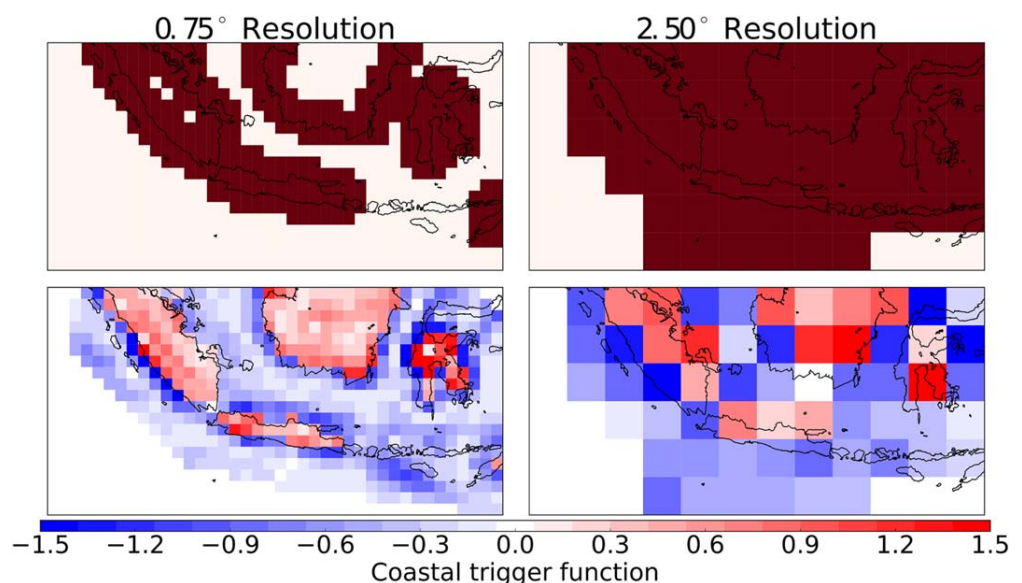 0.75° Resolution
2.50° Resolution
−1.5 −1.2 −0.9 −0.6 −0.3 0.0 0.3 0.6 0.9 1.2 1.5
Coastal trigger function